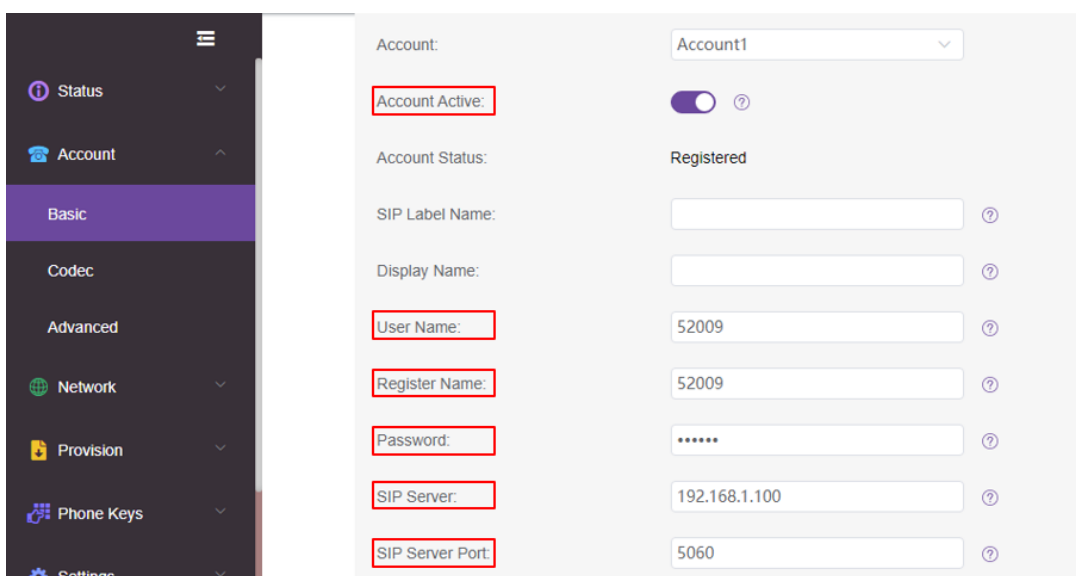 Status
Account
Basic
Codec
Advanced
Network
Provision
Phone Keys
Settings
Account: Account1
Account Active:
Account Status: Registered
SIP Label Name:
Display Name:
User Name: 52009
Register Name: 52009
Password: ••••••
SIP Server: 192.168.1.100
SIP Server Port: 5060